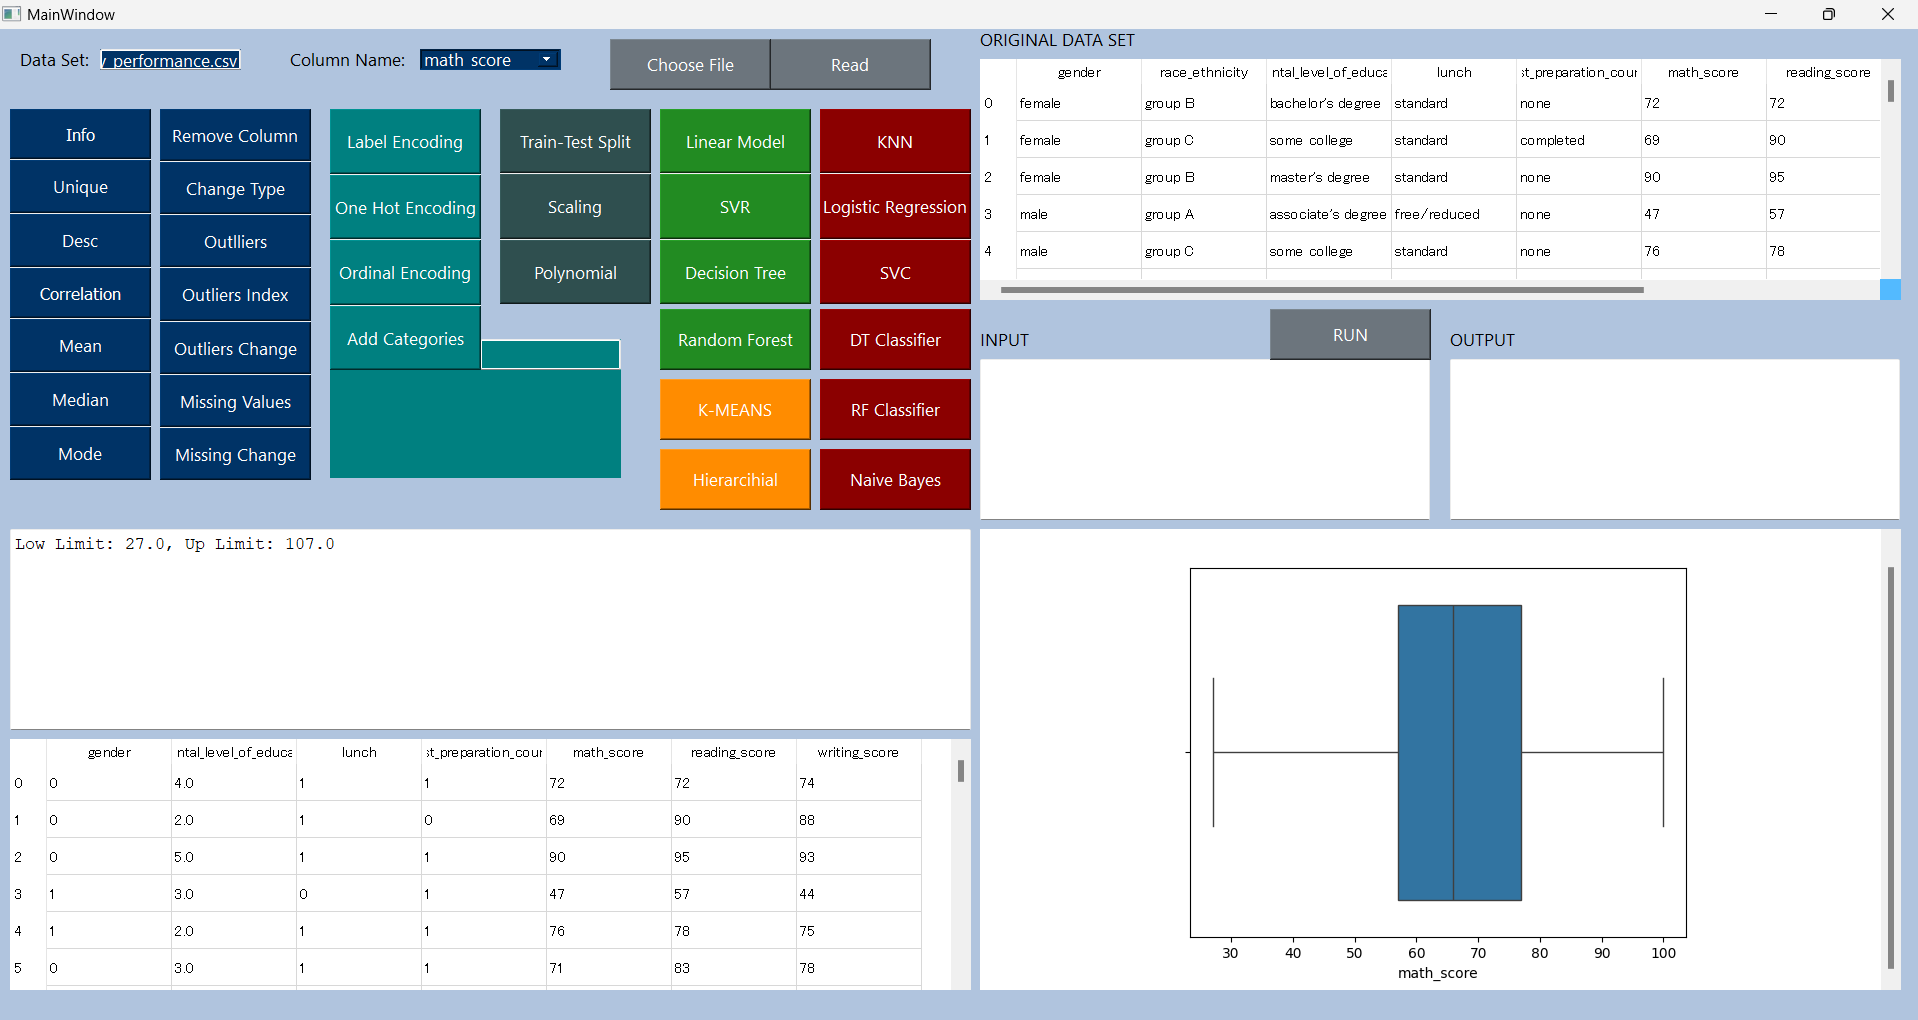 MainWindow
Data Set: y_performance.csv Column Name: math_score Choose File Read
Info Remove Column Label Encoding Train-Test Split Linear Model KNN
Unique Change Type One Hot Encoding Scaling SVR Logistic Regression
Desc Outlliers Ordinal Encoding Polynomial Decision Tree SVC
Correlation Outliers Index Add Categories Random Forest DT Classifier
Mean Outliers Change K-MEANS RF Classifier
Median Missing Values Hierarcihial Naive Bayes
Mode Missing Change
ORIGINAL DATA SET
gender race_ethnicity ntal_level_of_educa lunch st_preparation_cour math_score reading_score
0 female group B bachelor's degree standard none 72 72
1 female group C some college standard completed 69 90
2 female group B master's degree standard none 90 95
3 male group A associate's degree free/reduced none 47 57
4 male group C some college standard none 76 78
INPUT RUN OUTPUT
Low Limit: 27.0, Up Limit: 107.0
gender ntal_level_of_educa lunch st_preparation_cour math_score reading_score writing_score
0 0 4.0 1 1 72 72 74
1 0 2.0 1 0 69 90 88
2 0 5.0 1 1 90 95 93
3 1 3.0 0 1 47 57 44
4 1 2.0 1 1 76 78 75
5 0 3.0 1 1 71 83 78
30 40 50 60 70 80 90 100
math_score